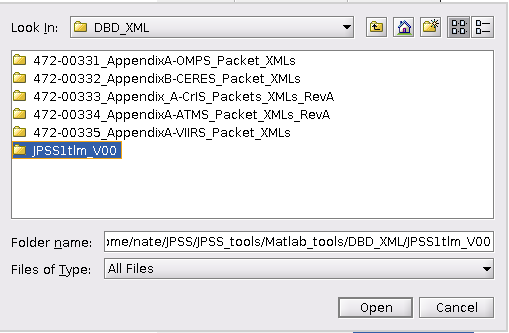 Look In: DBD_XML
472-00331_AppendixA-OMPS_Packet_XMLs
472-00332_AppendixB-CERES_Packet_XMLs
472-00333_Appendix_A-CrIS_Packets_XMLs_RevA
472-00334_AppendixA-ATMS_Packet_XMLs_RevA
472-00335_AppendixA-VIIRS_Packet_XMLs
JPSS1tlm_V00
Folder name: ome/nate/JPSS/JPSS_tools/Matlab_tools/DBD_XML/JPSS1tlm_V00
Files of Type: All Files
Open Cancel